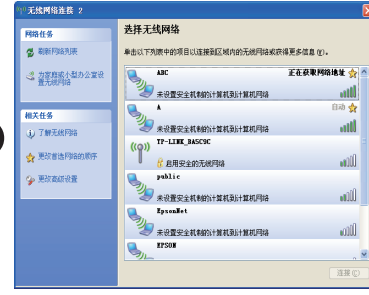 无线网络连接 2
网络任务
刷新网络列表
为家庭或小型办公室设置无线网络
相关任务
了解无线网络
更改首选网络的顺序
更改高级设置
选择无线网络
单击以下列表中的项目以连接到区域内的无线网络或获得更多信息(W)。
ABC 正在获取网络地址
未设置安全机制的计算机到计算机网络
A 自动
未设置安全机制的计算机到计算机网络
TP-LINK_BA5C9C
启用安全的无线网络
public
未设置安全机制的计算机到计算机网络
EpsonNet
未设置安全机制的计算机到计算机网络
EPSON
连接(C)